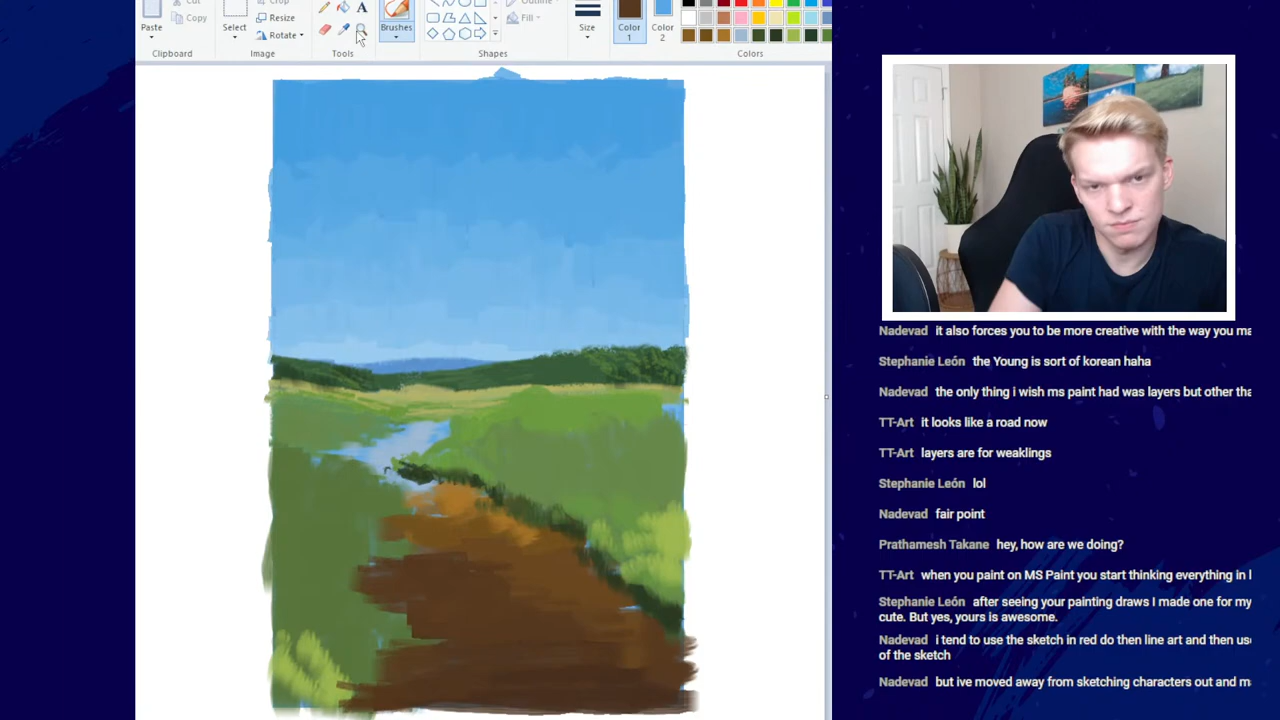 Crop
Outline
Paste
Copy
Select
Resize
Rotate
Brushes
Fill
Size
Color
1
Color
2
Clipboard
Image
Tools
Shapes
Colors
Nadevad it also forces you to be more creative with the way you ma
Stephanie León the Young is sort of korean haha
Nadevad the only thing i wish ms paint had was layers but other tha
TT-Art it looks like a road now
TT-Art layers are for weaklings
Stephanie León lol
Nadevad fair point
Prathamesh Takane hey, how are we doing?
TT-Art when you paint on MS Paint you start thinking everything in l
Stephanie León after seeing your painting draws I made one for my
cute. But yes, yours is awesome.
Nadevad i tend to use the sketch in red do then line art and then use
of the sketch
Nadevad but ive moved away from sketching characters out and m